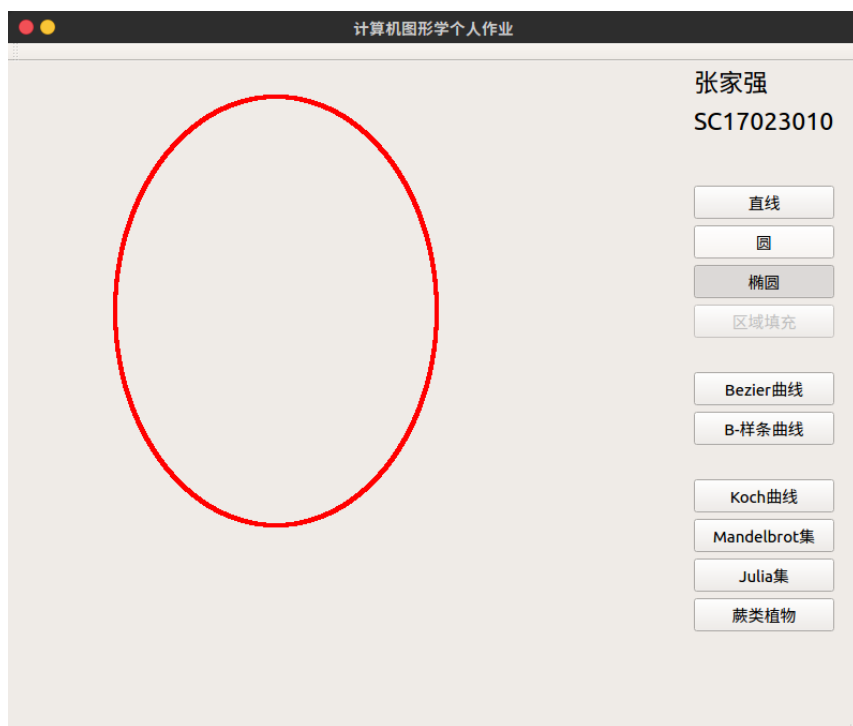 计算机图形学个人作业
张家强
SC17023010
直线
圆
椭圆
区域填充
Bezier曲线
B-样条曲线
Koch曲线
Mandelbrot集
Julia集
蕨类植物